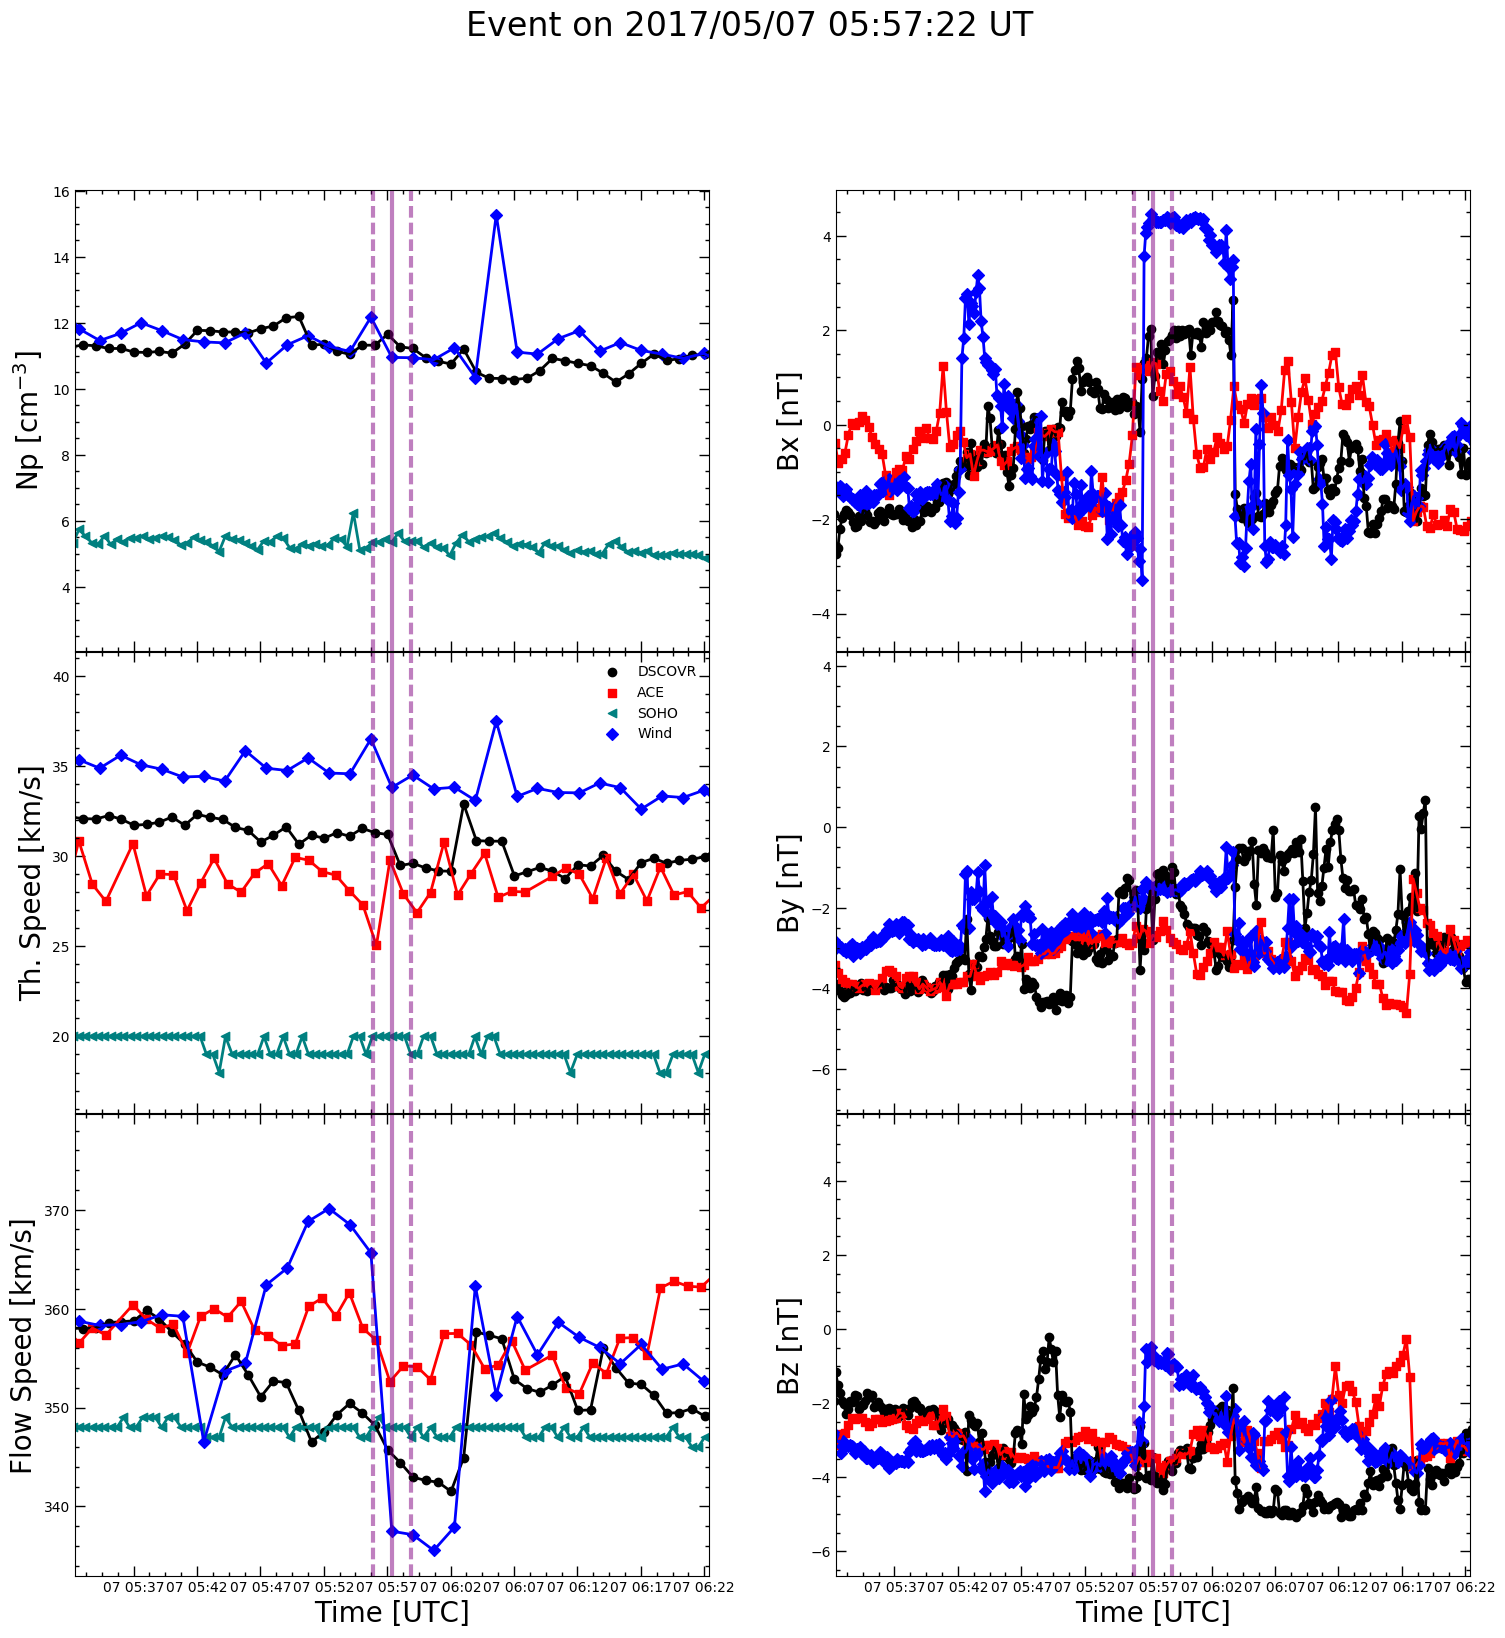 Event on 2017/05/07 05:57:22 UT
16
14
12
10
8
6
4
Np [cm⁻³]
4
2
0
−2
−4
Bx [nT]
40
35
30
25
20
Th. Speed [km/s]
DSCOVR
ACE
SOHO
Wind
4
2
0
−2
−4
−6
By [nT]
370
360
350
340
Flow Speed [km/s]
4
2
0
−2
−4
−6
Bz [nT]
07 05:37 07 05:42 07 05:47 07 05:52 07 05:57 07 06:02 07 06:07 07 06:12 07 06:17 07 06:22
Time [UTC]
07 05:37 07 05:42 07 05:47 07 05:52 07 05:57 07 06:02 07 06:07 07 06:12 07 06:17 07 06:22
Time [UTC]